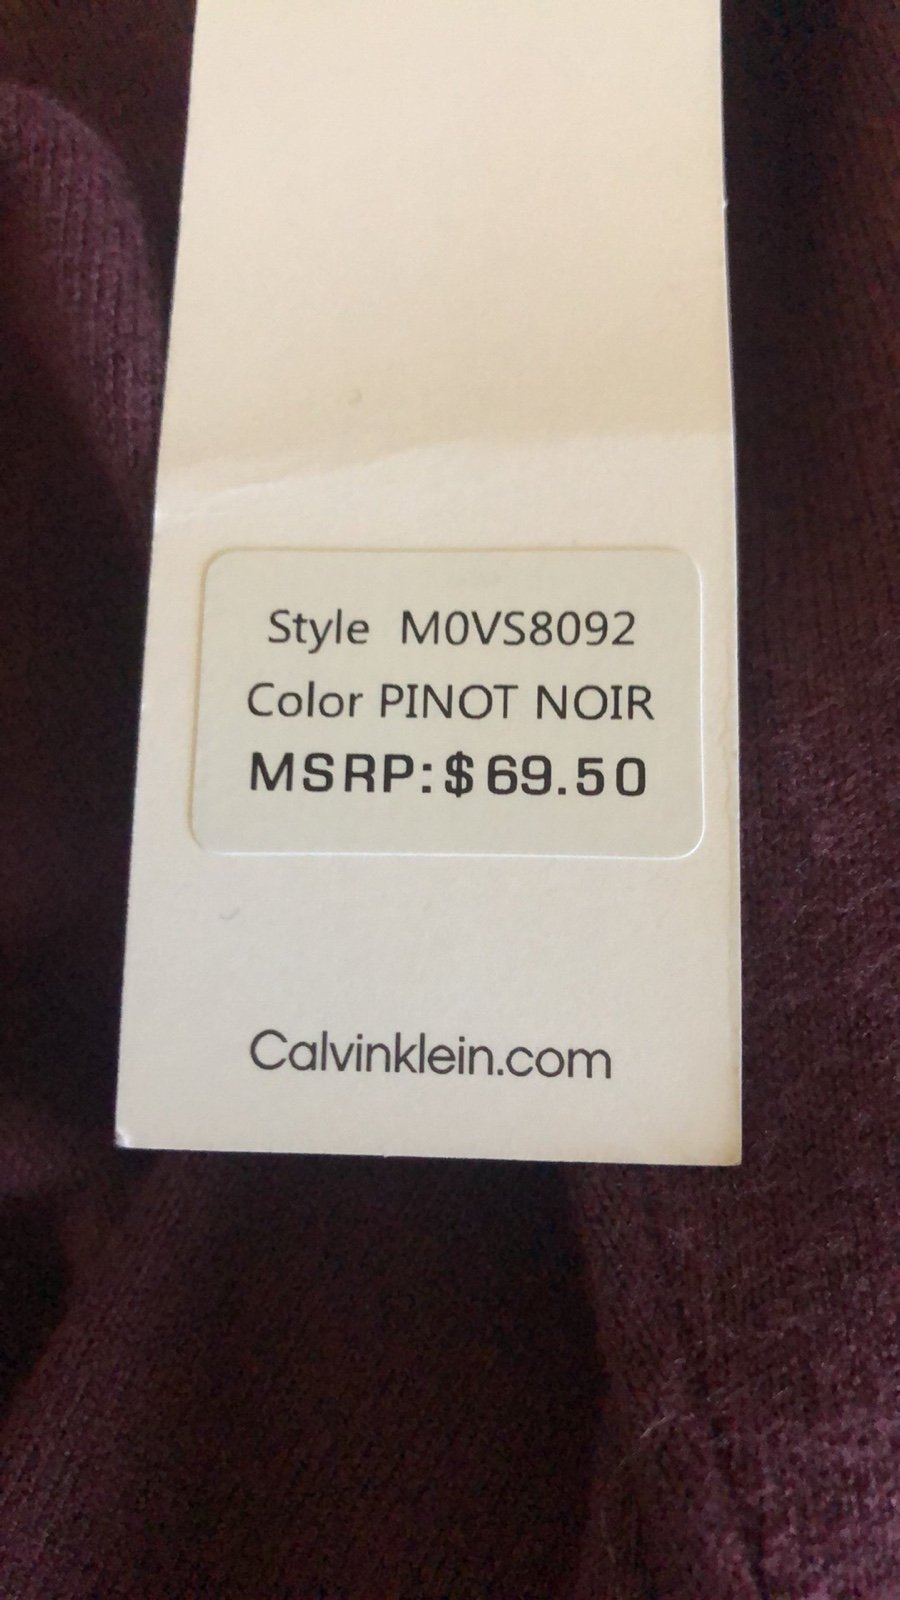 Style M0VS8092
Color PINOT NOIR
MSRP:$69.50
Calvinklein.com